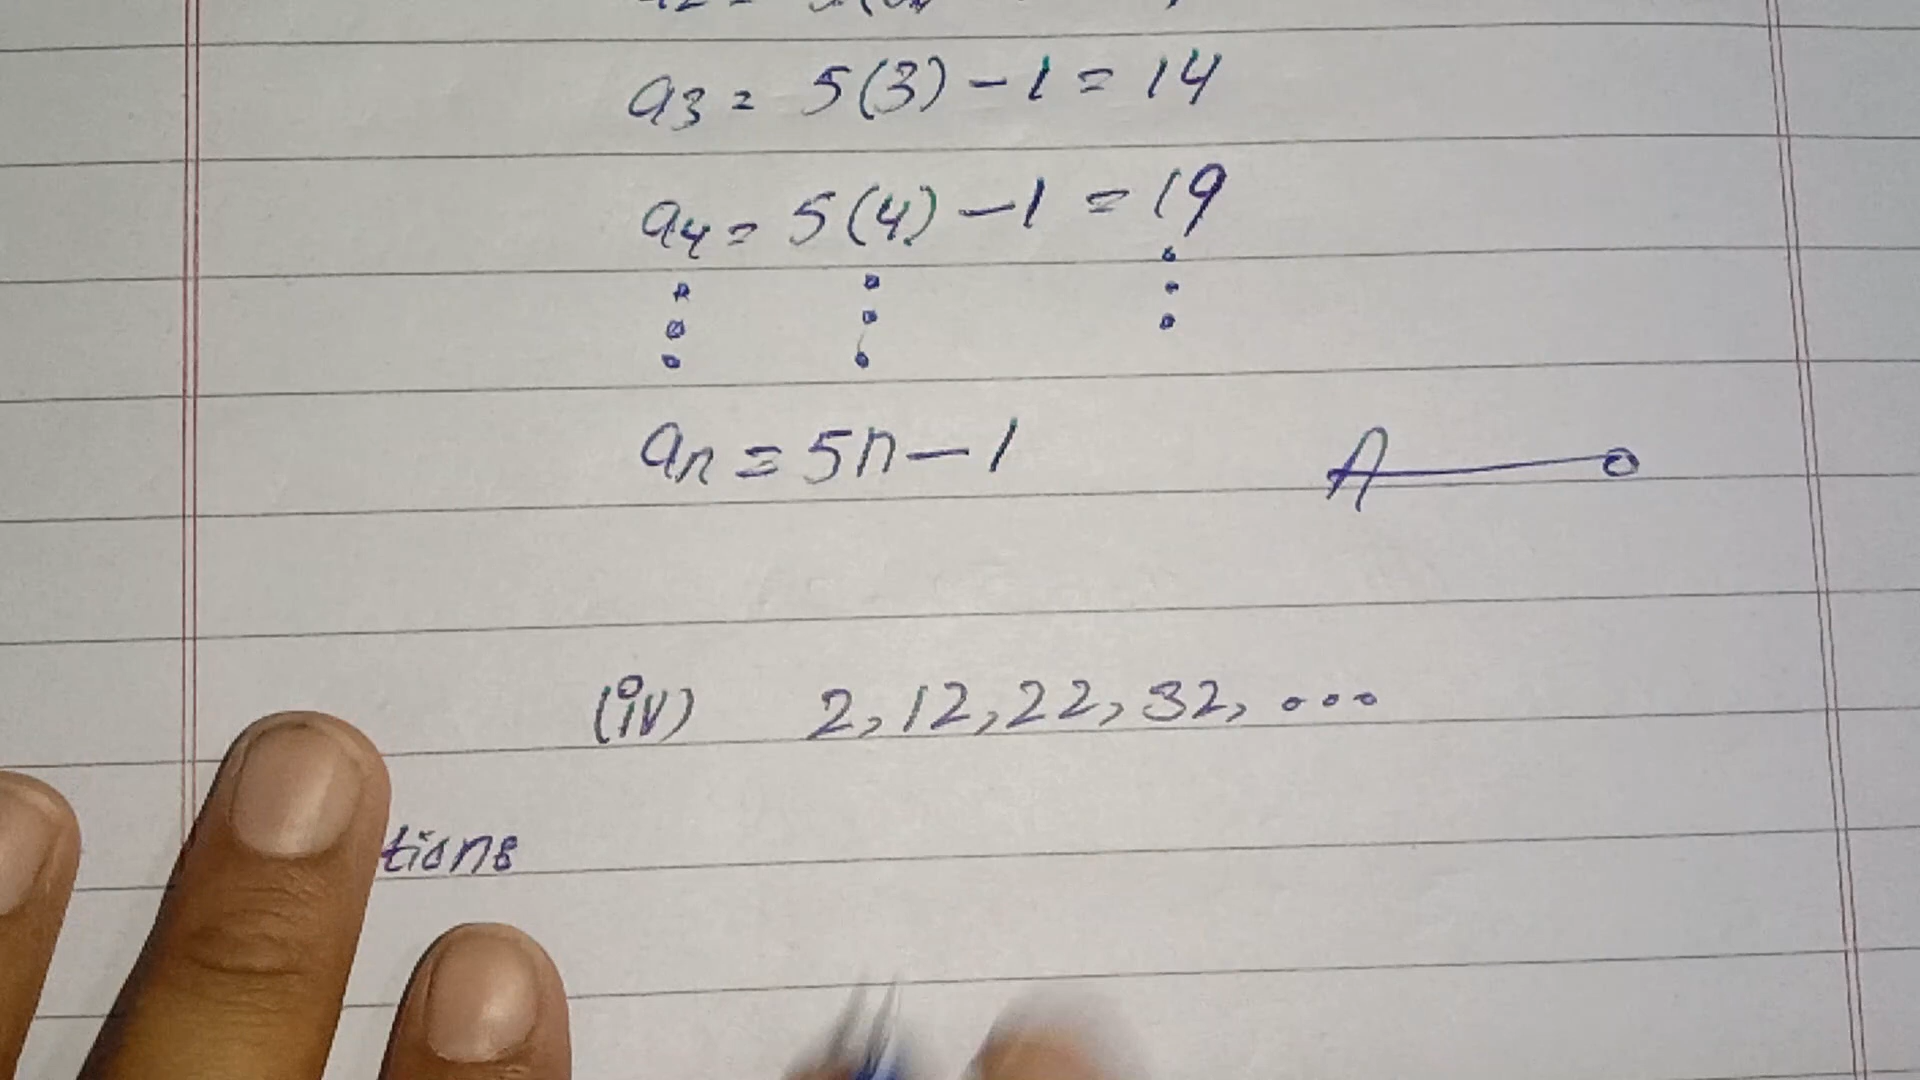 a3 = 5(3) - 1 = 14
a4 = 5(4) - 1 = 19
an = 5n - 1
(iv) 2, 12, 22, 32, ...
tions